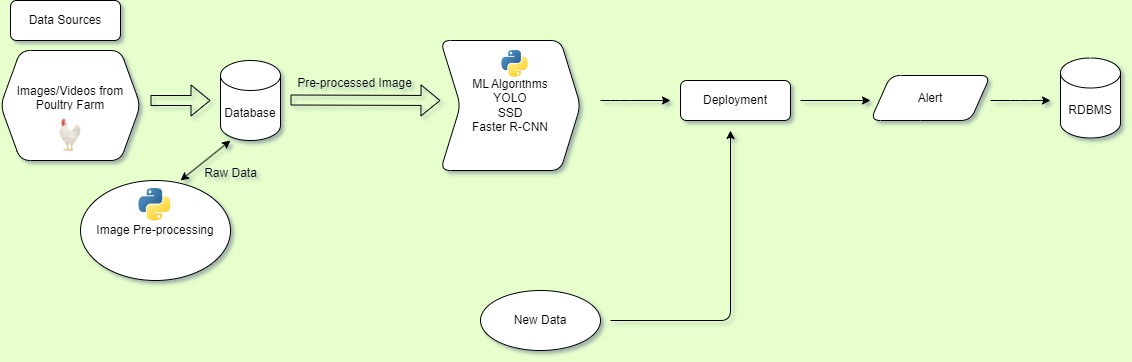 Data Sources
Images/Videos from
Poultry Farm
Database
Pre-processed Image
Raw Data
Image Pre-processing
ML Algorithms
YOLO
SSD
Faster R-CNN
Deployment
Alert
RDBMS
New Data